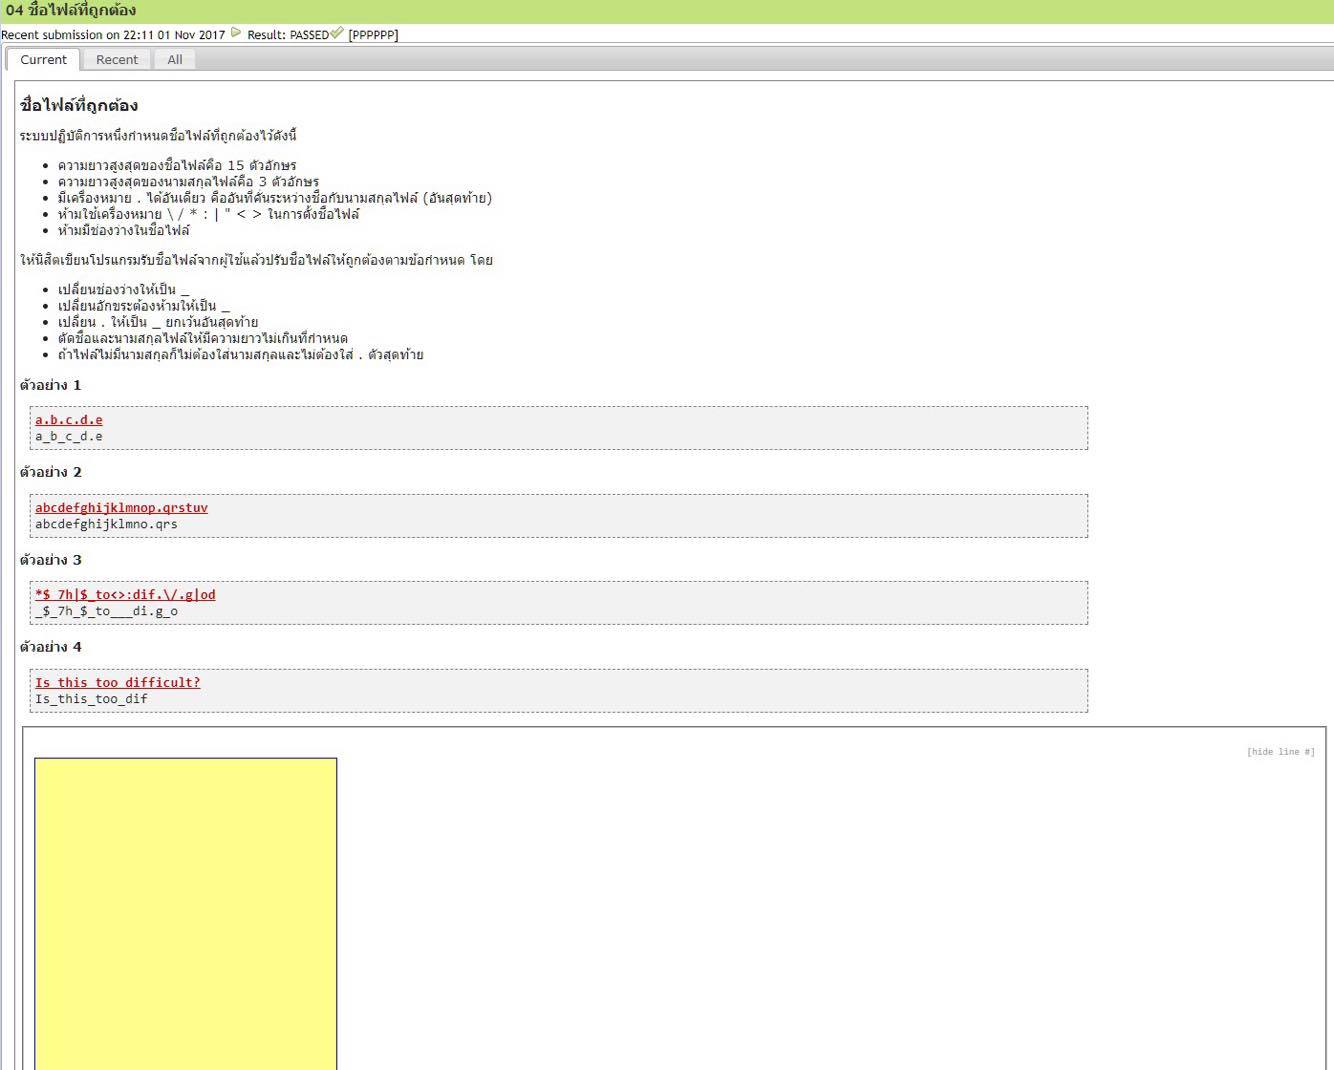 04 ชื่อไฟล์ที่ถูกต้อง
Recent submission on 22:11 01 Nov 2017 Result: PASSED [PPPPPP]
Current Recent All
ชื่อไฟล์ที่ถูกต้อง
ระบบปฏิบัติการหนึ่งกำหนดชื่อไฟล์ที่ถูกต้องไว้ดังนี้
• ความยาวสูงสุดของชื่อไฟล์คือ 15 ตัวอักษร
• ความยาวสูงสุดของนามสกุลไฟล์คือ 3 ตัวอักษร
• มีเครื่องหมาย . ได้อันเดียว คืออันที่คั่นระหว่างชื่อกับนามสกุลไฟล์ (อันสุดท้าย)
• ห้ามใช้เครื่องหมาย \ / * : | " < > ในการตั้งชื่อไฟล์
• ห้ามมีช่องว่างในชื่อไฟล์
ให้นิสิตเขียนโปรแกรมรับชื่อไฟล์จากผู้ใช้แล้วปรับชื่อไฟล์ให้ถูกต้องตามข้อกำหนด โดย
• เปลี่ยนช่องว่างให้เป็น _
• เปลี่ยนอักขระต้องห้ามให้เป็น _
• เปลี่ยน . ให้เป็น _ ยกเว้นอันสุดท้าย
• ตัดชื่อและนามสกุลไฟล์ให้มีความยาวไม่เกินที่กำหนด
• ถ้าไฟล์ไม่มีนามสกุลก็ไม่ต้องใส่นามสกุลและไม่ต้องใส่ . ตัวสุดท้าย
ตัวอย่าง 1
a.b.c.d.e
a_b_c_d.e
ตัวอย่าง 2
abcdefghijklmnop.qrstuv
abcdefghijklmno.qrs
ตัวอย่าง 3
*$ 7h|$_to<>:dif.\/.g|od
_$_7h_$_to___di.g_o
ตัวอย่าง 4
Is this too difficult?
Is_this_too_dif
[hide line #]